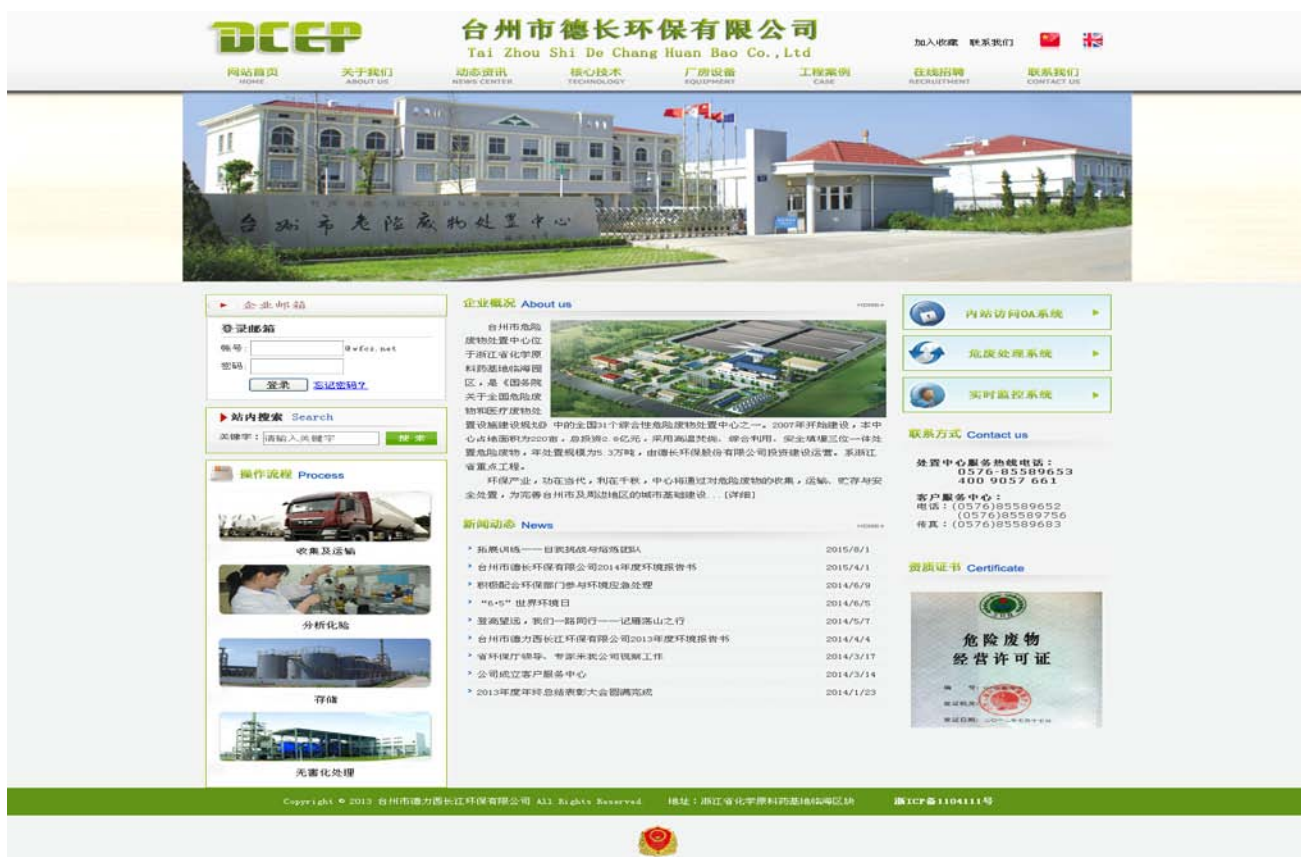 DCEP
台州市德长环保有限公司
Tai Zhou Shi De Chang Huan Bao Co.,Ltd
加入收藏 联系我们
网站首页 关于我们 动态资讯 核心技术 厂房设备 工程案例 在线招聘 联系我们
HOME ABOUT US NEWS CENTER TECHNOLOGY EQUIPMENT CASE RECRUITMENT CONTACT US
台州市危险废物处置中心
企业邮箱
登录邮箱
帐号:
密码:
登录 忘记密码?
站内搜索 Search
关键字：请输入关键字 搜索
操作流程 Process
收集及运输
分析化验
存储
无害化处理
企业概况 About us
台州市危险
废物处置中心位
于浙江省化学原
料药基地临海园
区，是《国务院
关于全国危险废
物和医疗废物处
置设施建设规划》中的全国31个综合性危险废物处置中心之一。2007年开始建设，本中
心占地面积为220亩，总投资2.6亿元，采用高温焚烧、综合利用、安全填埋三位一体处
置危险废物，年处置规模为5.3万吨，由德长环保股份有限公司投资建设运营。系浙江
省重点工程。
环保产业，功在当代，利在千秋，中心将通过对危险废物的收集，运输、贮存与安
全处置，为完善台州市及周边地区的城市基础建设...[详细]
新闻动态 News
拓展训练——自我挑战与熔炼团队 2015/8/1
台州市德长环保有限公司2014年度环境报告书 2015/4/1
积极配合环保部门参与环境应急处理 2014/6/9
“6·5”世界环境日 2014/6/5
登高望远，我们一路同行——记雁荡山之行 2014/5/7
台州市德力西长江环保有限公司2013年度环境报告书 2014/4/4
省环保厅领导、专家来我公司视察工作 2014/3/17
公司成立客户服务中心 2014/3/14
2013年度年终总结表彰大会圆满完成 2014/1/23
内站访问OA系统
危废处理系统
实时监控系统
联系方式 Contact us
处置中心服务热线电话：
0576-85589653
400 9057 661
客户服务中心：
电话：(0576)85589652
(0576)85589756
传真：(0576)85589683
资质证书 Certificate
危险废物
经营许可证
编 号:
发证机关:
发证日期:
Copyright © 2013 台州市德力西长江环保有限公司 All Rights Reserved 地址：浙江省化学原料药基地临海区块 浙ICP备1104111号